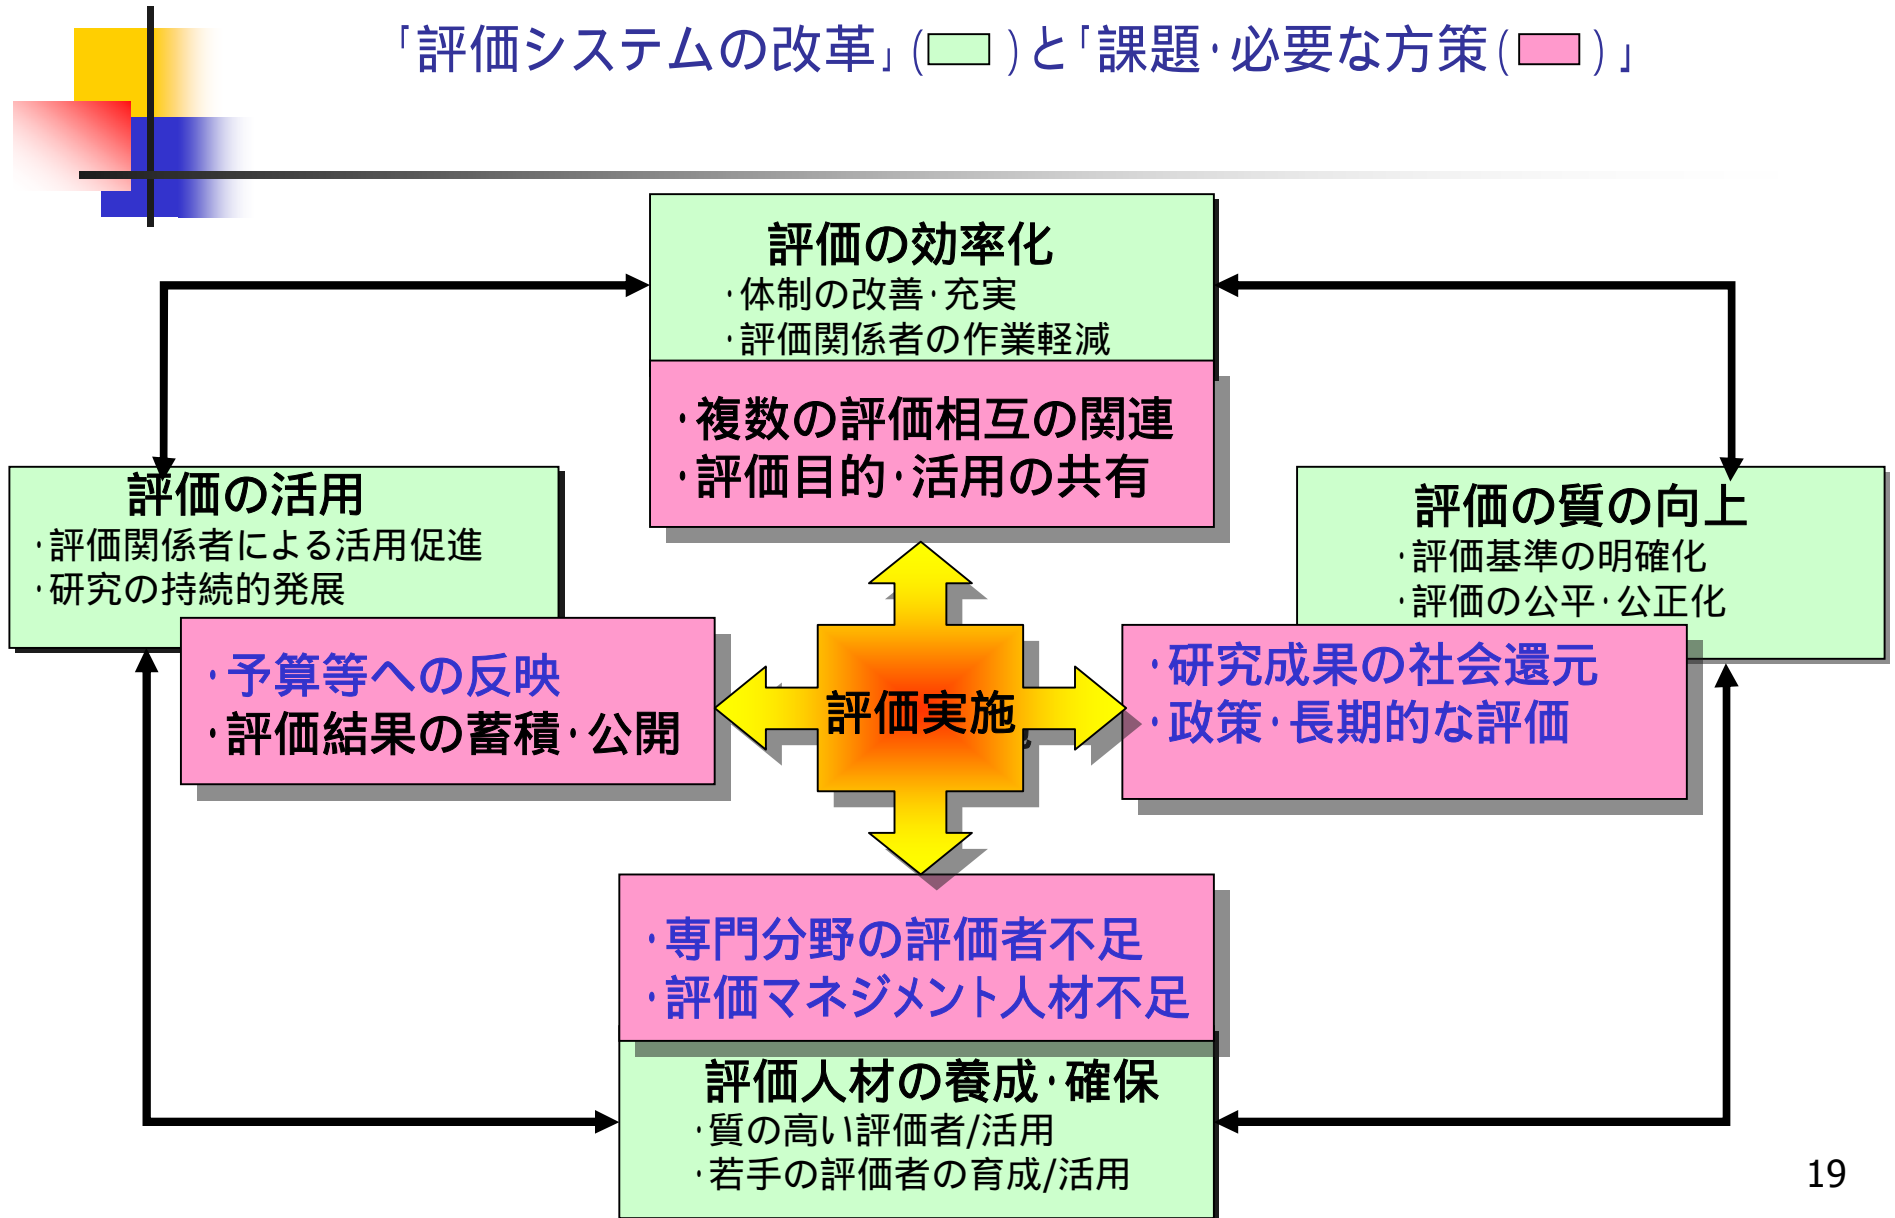 「評価システムの改革」( )と「課題・必要な方策( )」
評価の効率化
・体制の改善・充実
・評価関係者の作業軽減
・複数の評価相互の関連
・評価目的・活用の共有
評価の活用
・評価関係者による活用促進
・研究の持続的発展
・予算等への反映
・評価結果の蓄積・公開
評価実施
評価の質の向上
・評価基準の明確化
・評価の公平・公正化
・研究成果の社会還元
・政策・長期的な評価
・専門分野の評価者不足
・評価マネジメント人材不足
評価人材の養成・確保
・質の高い評価者/活用
・若手の評価者の育成/活用
19